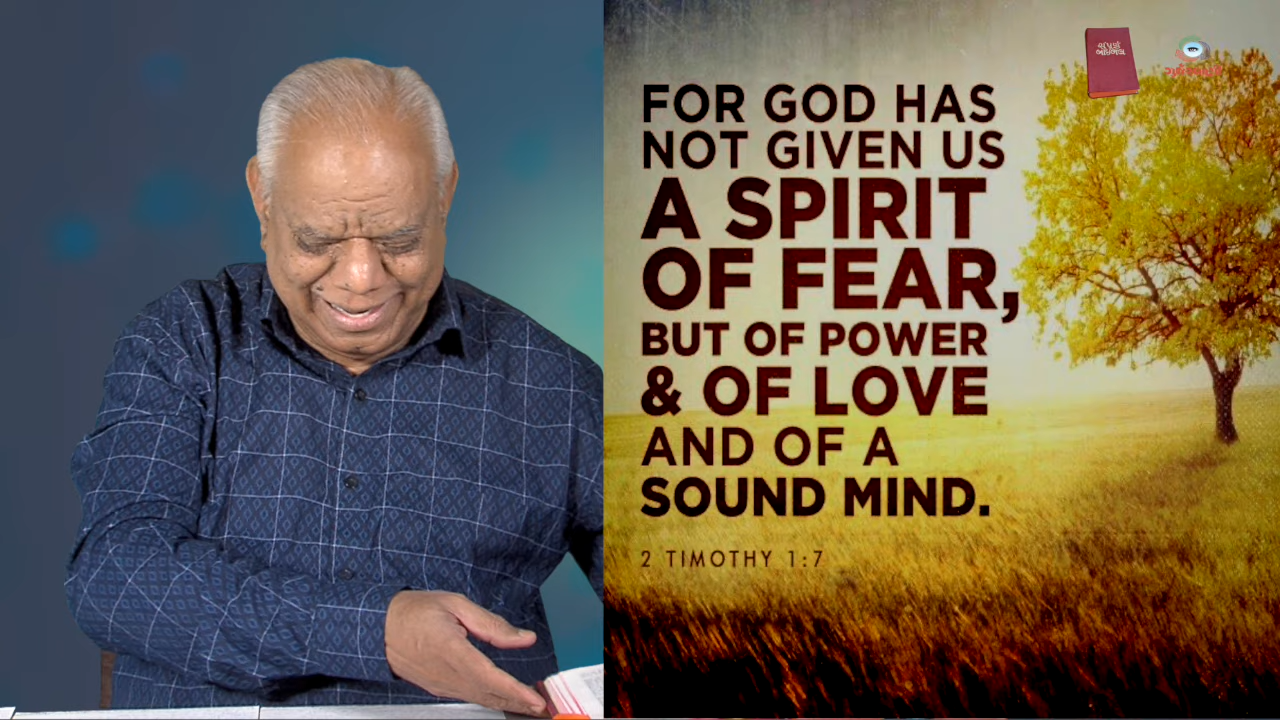 FOR GOD HAS
NOT GIVEN US
A SPIRIT
OF FEAR,
BUT OF POWER
& OF LOVE
AND OF A
SOUND MIND.
2 TIMOTHY 1:7